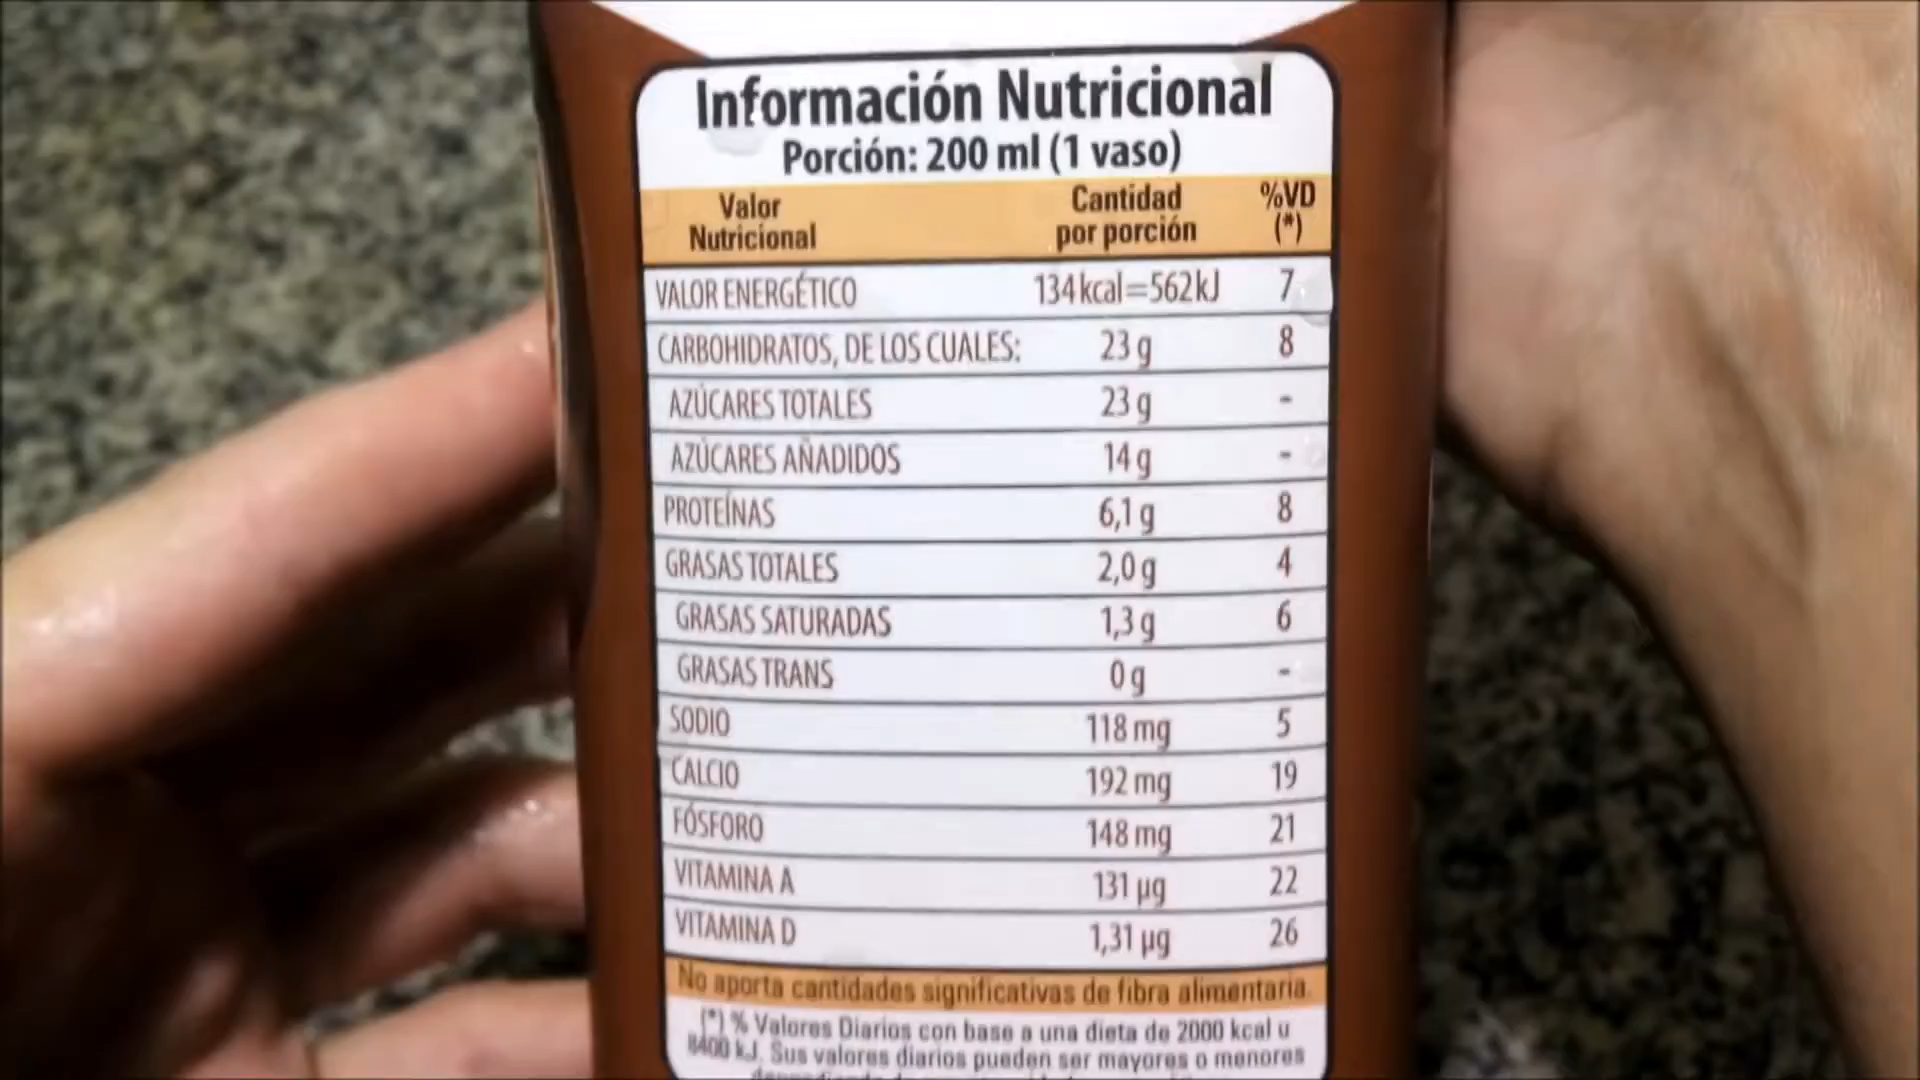 Información Nutricional
Porción: 200 ml (1 vaso)
Valor Nutricional Cantidad por porción %VD (*)
VALOR ENERGÉTICO 134kcal=562kJ 7
CARBOHIDRATOS, DE LOS CUALES: 23 g 8
AZÚCARES TOTALES 23 g -
AZÚCARES AÑADIDOS 14 g -
PROTEÍNAS 6,1 g 8
GRASAS TOTALES 2,0 g 4
GRASAS SATURADAS 1,3 g 6
GRASAS TRANS 0 g -
SODIO 118 mg 5
CALCIO 192 mg 19
FÓSFORO 148 mg 21
VITAMINA A 131 µg 22
VITAMINA D 1,31 µg 26
No aporta cantidades significativas de fibra alimentaria.
(*) % Valores Diarios con base a una dieta de 2000 kcal u
8400 kJ. Sus valores diarios pueden ser mayores o menores